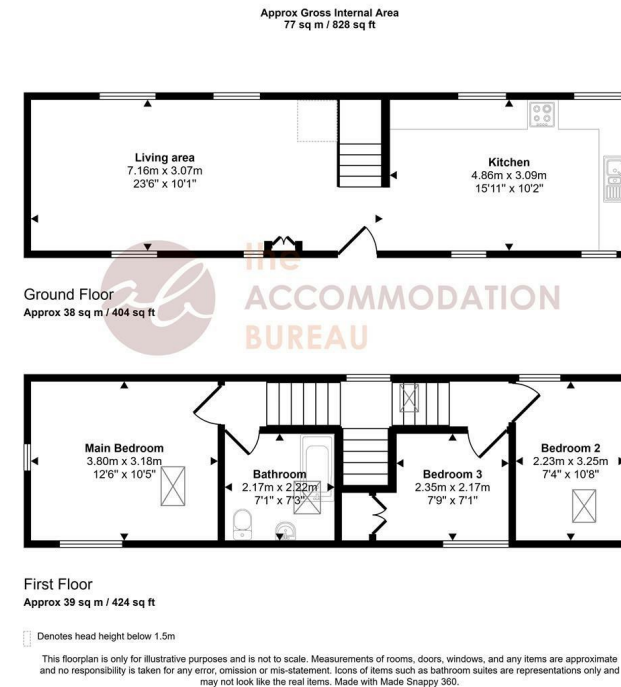 Approx Gross Internal Area
77 sq m / 828 sq ft
Living area
7.16m x 3.07m
23'6" x 10'1"
Kitchen
4.86m x 3.09m
15'11" x 10'2"
Ground Floor
Approx 38 sq m / 404 sq ft
ab
the
ACCOMMODATION
BUREAU
Main Bedroom
3.80m x 3.18m
12'6" x 10'5"
Bathroom
2.17m x 2.22m
7'1" x 7'3"
Bedroom 3
2.35m x 2.17m
7'9" x 7'1"
Bedroom 2
2.23m x 3.25m
7'4" x 10'8"
First Floor
Approx 39 sq m / 424 sq ft
Denotes head height below 1.5m
This floorplan is only for illustrative purposes and is not to scale. Measurements of rooms, doors, windows, and any items are approximate
and no responsibility is taken for any error, omission or mis-statement. Icons of items such as bathroom suites are representations only and
may not look like the real items. Made with Made Snappy 360.